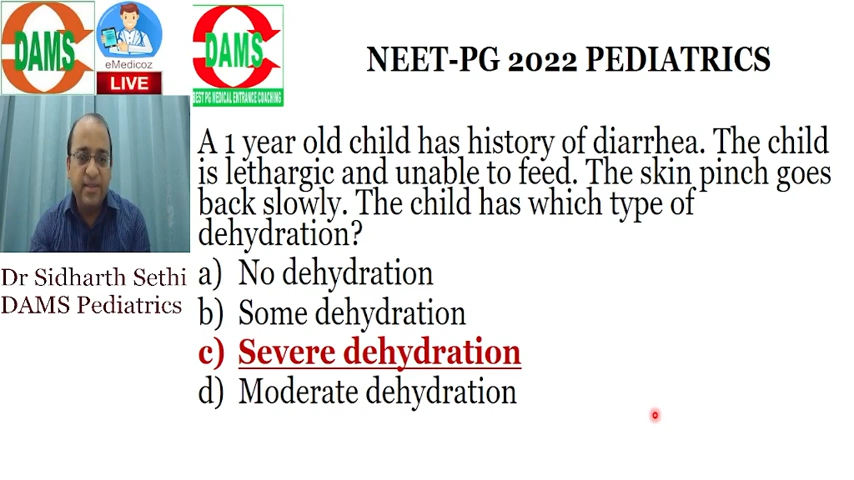 DAMS
eMedicoz
LIVE
DAMS
BEST PG MEDICAL ENTRANCE COACHING
NEET-PG 2022 PEDIATRICS
A 1 year old child has history of diarrhea. The child
is lethargic and unable to feed. The skin pinch goes
back slowly. The child has which type of
dehydration?
a) No dehydration
b) Some dehydration
c) Severe dehydration
d) Moderate dehydration
Dr Sidharth Sethi
DAMS Pediatrics